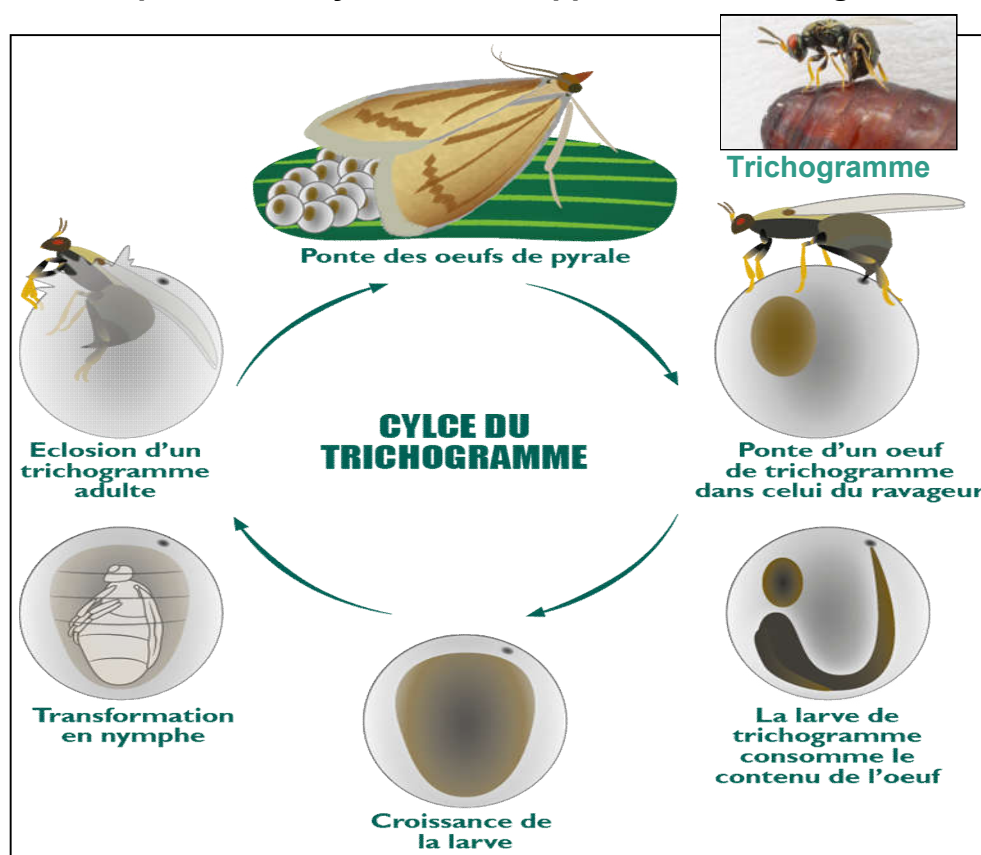 Trichogramme
Ponte des oeufs de pyrale
CYLCE DU
TRICHOGRAMME
Ponte d'un oeuf
de trichogramme
dans celui du ravageur
La larve de
trichogramme
consomme le
contenu de l'oeuf
Croissance de
la larve
Transformation
en nymphe
Eclosion d'un
trichogramme
adulte